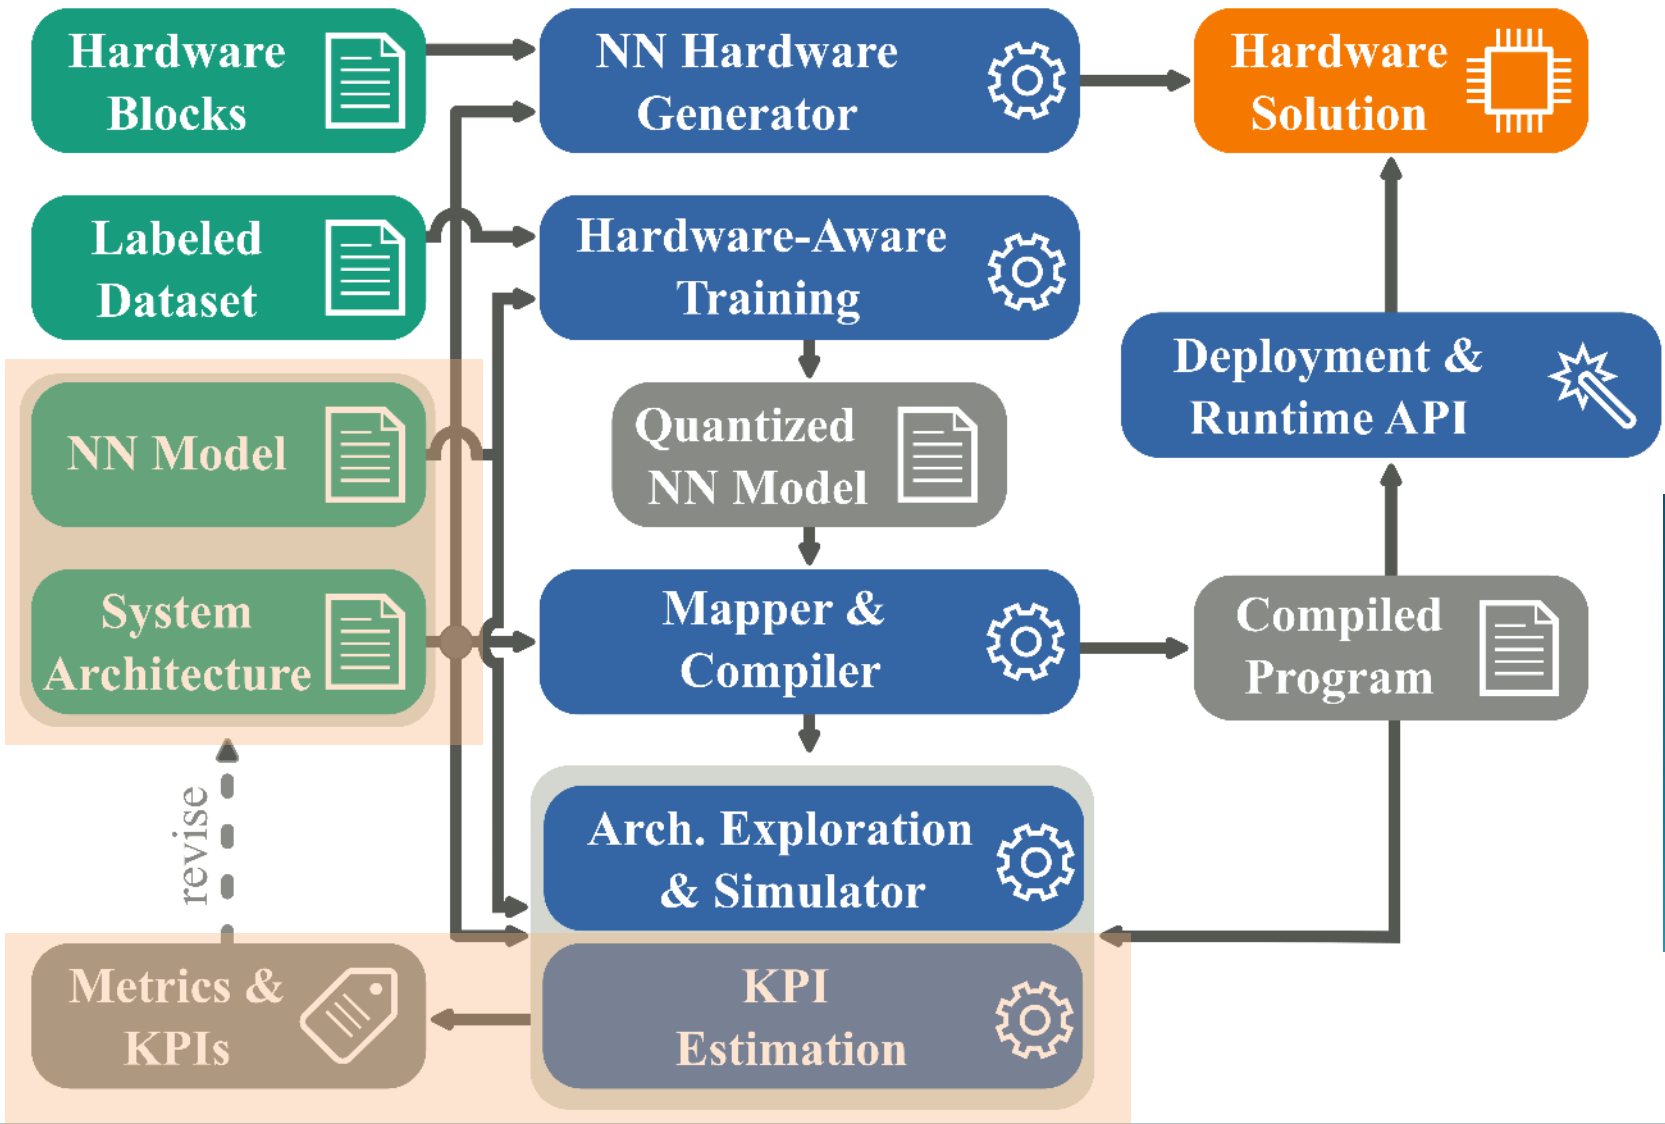 Hardware
Blocks
NN Hardware
Generator
Hardware
Solution
Labeled
Dataset
Hardware-Aware
Training
NN Model
Quantized
NN Model
Deployment &
Runtime API
System
Architecture
Mapper &
Compiler
Compiled
Program
revise
Arch. Exploration
& Simulator
Metrics &
KPIs
KPI
Estimation